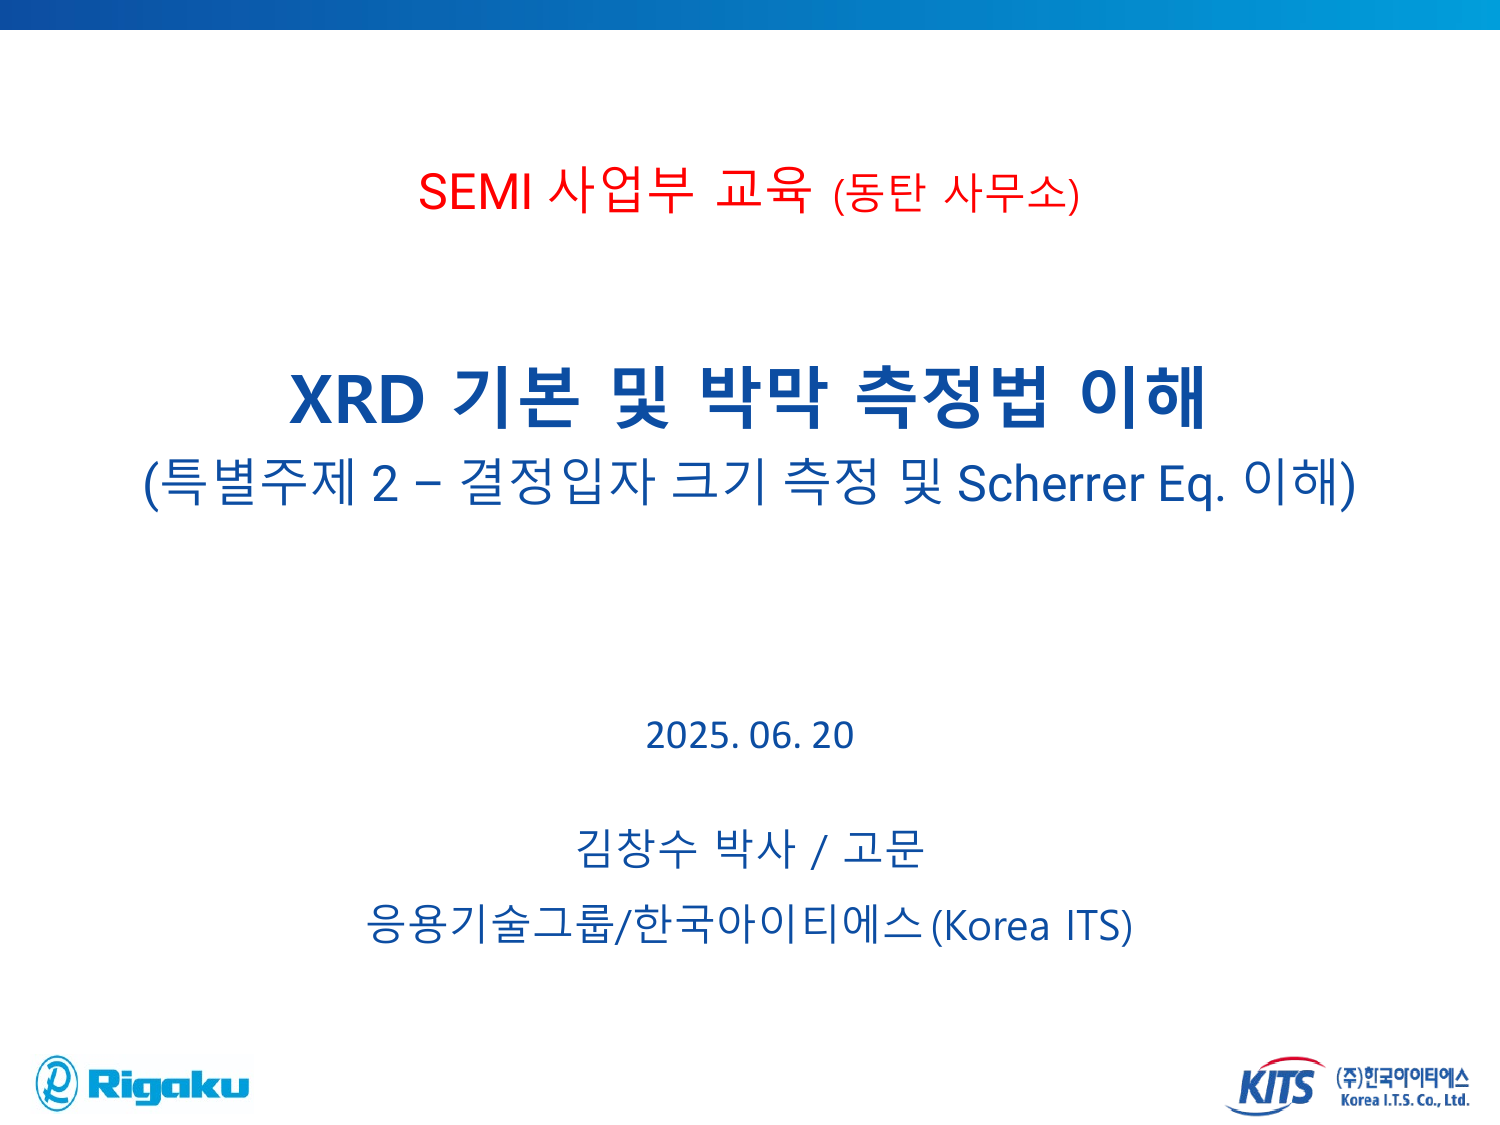 SEMI 사업부 교육 (동탄 사무소)
XRD 기본 및 박막 측정법 이해
(특별주제 2 – 결정입자 크기 측정 및 Scherrer Eq. 이해)
2025. 06. 20
김창수 박사 / 고문
응용기술그룹/한국아이티에스(Korea ITS)
Rigaku
KITS
(주)한국아이티에스
Korea I.T.S. Co., Ltd.